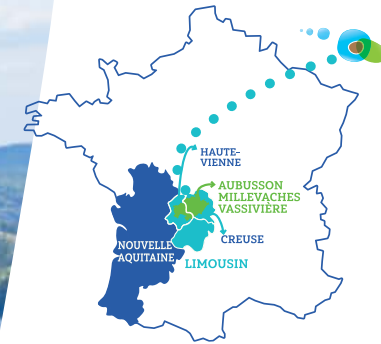 HAUTE-
VIENNE
AUBUSSON
MILLEVACHES
VASSIVIÈRE
CREUSE
NOUVELLE
AQUITAINE
LIMOUSIN